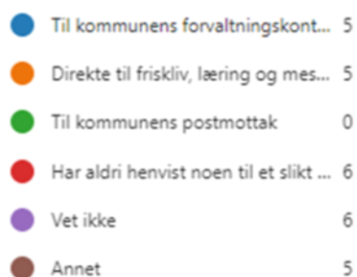 Til kommunens forvaltningskont... 5
Direkte til friskliv, læring og mes... 5
Til kommunens postmottak 0
Har aldri henvist noen til et slikt ... 6
Vet ikke 6
Annet 5